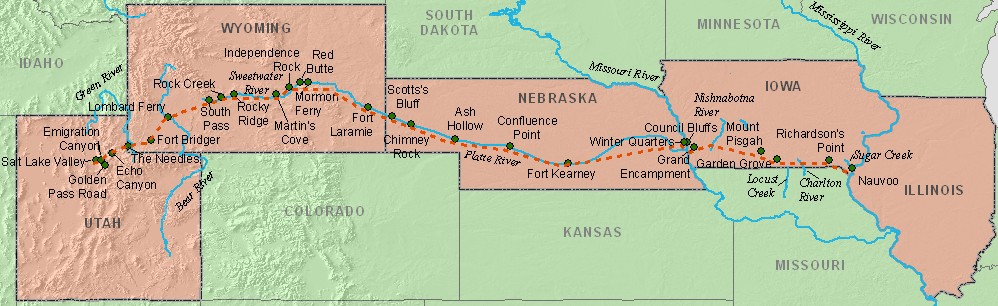 SOUTH
DAKOTA
MINNESOTA
WISCONSIN
Mississippi River
WYOMING
IDAHO
Independence
Rock
Red
Butte
Missouri River
IOWA
Green River
Rock Creek
Sweetwater
River
Scotts's
Bluff
NEBRASKA
Nishnabotna
River
Lombard Ferry
South
Pass
Rocky
Ridge
Martin's
Cove
Mormon
Ferry
Fort
Laramie
Ash
Hollow
Confluence
Point
Winter Quarters
Council
Bluffs
Mount
Pisgah
Richardson's
Point
Emigration
Canyon
Fort Bridger
Chimney
Rock
Platte River
Sugar Creek
Salt Lake Valley
The Needles
Fort Kearney
Grand
Encampment
Garden Grove
Golden
Pass Road
Echo
Canyon
Bear River
Locust
Creek
Charlton
River
Nauvoo
ILLINOIS
UTAH
COLORADO
KANSAS
MISSOURI